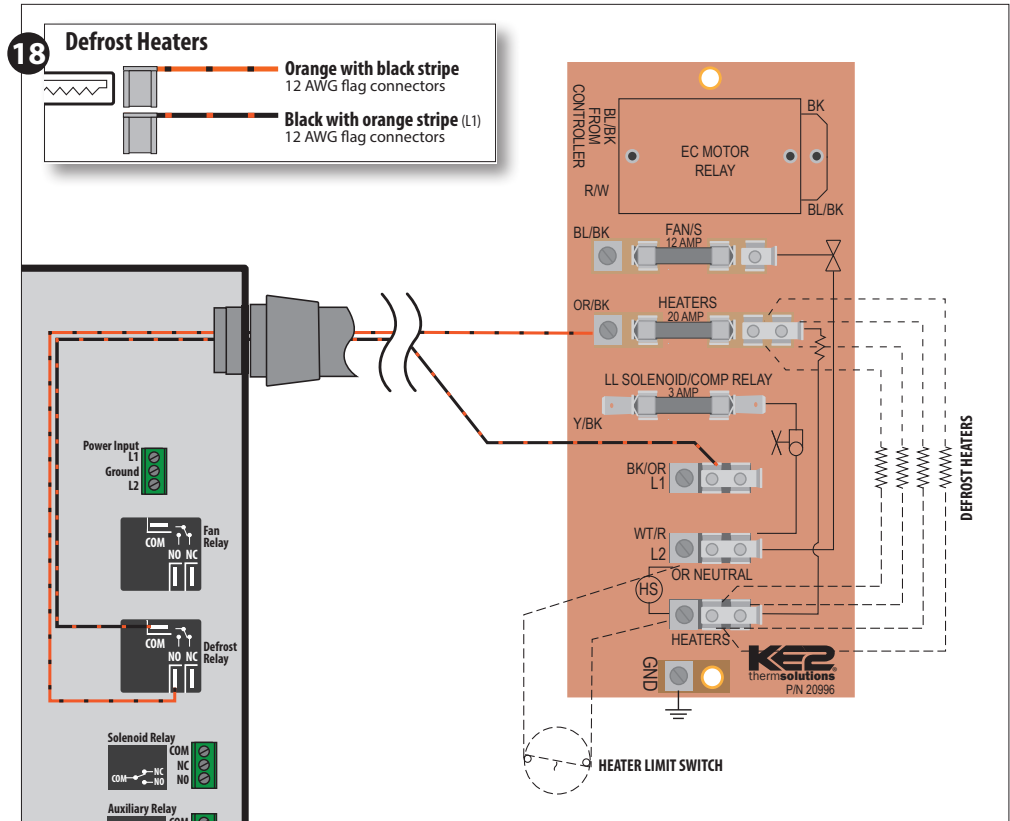 18
Defrost Heaters
Orange with black stripe
12 AWG flag connectors
Black with orange stripe (L1)
12 AWG flag connectors
BL/BK
FROM
CONTROLLER
BK
EC MOTOR
RELAY
R/W
BL/BK
BL/BK
FAN/S
12 AMP
OR/BK
HEATERS
20 AMP
LL SOLENOID/COMP RELAY
3 AMP
Y/BK
BK/OR
L1
WT/R
L2
OR NEUTRAL
HS
HEATERS
GND
KE2
thermsolutions
P/N 20996
DEFROST HEATERS
HEATER LIMIT SWITCH
Power Input
L1
Ground
L2
Fan
Relay
COM
NO NC
Defrost
Relay
COM
NO NC
Solenoid Relay
COM
NC
NO
COM
NC
NO
Auxiliary Relay
COM